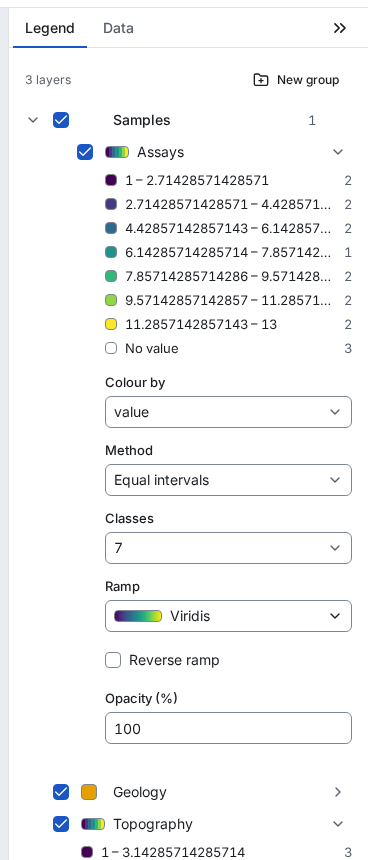 Legend Data
3 layers New group
Samples 1
Assays
1 – 2.71428571428571 2
2.71428571428571 – 4.428571... 2
4.42857142857143 – 6.142857... 2
6.14285714285714 – 7.857142... 1
7.85714285714286 – 9.571428... 2
9.57142857142857 – 11.28571... 2
11.2857142857143 – 13 2
No value 3
Colour by
value
Method
Equal intervals
Classes
7
Ramp
Viridis
Reverse ramp
Opacity (%)
100
Geology
Topography
1 – 3.14285714285714 3